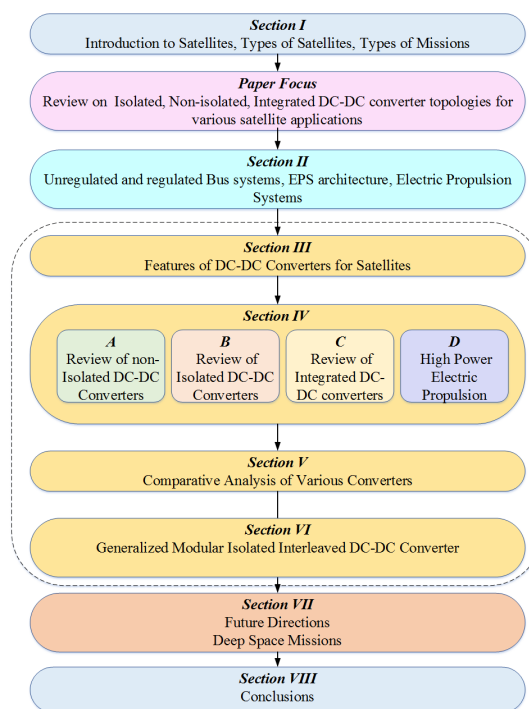 Section I
Introduction to Satellites, Types of Satellites, Types of Missions
Paper Focus
Review on Isolated, Non-isolated, Integrated DC-DC converter topologies for
various satellite applications
Section II
Unregulated and regulated Bus systems, EPS architecture, Electric Propulsion
Systems
Section III
Features of DC-DC Converters for Satellites
Section IV
A
Review of non-
Isolated DC-DC
Converters
B
Review of
Isolated DC-DC
Converters
C
Review of
Integrated DC-
DC converters
D
High Power
Electric
Propulsion
Section V
Comparative Analysis of Various Converters
Section VI
Generalized Modular Isolated Interleaved DC-DC Converter
Section VII
Future Directions
Deep Space Missions
Section VIII
Conclusions